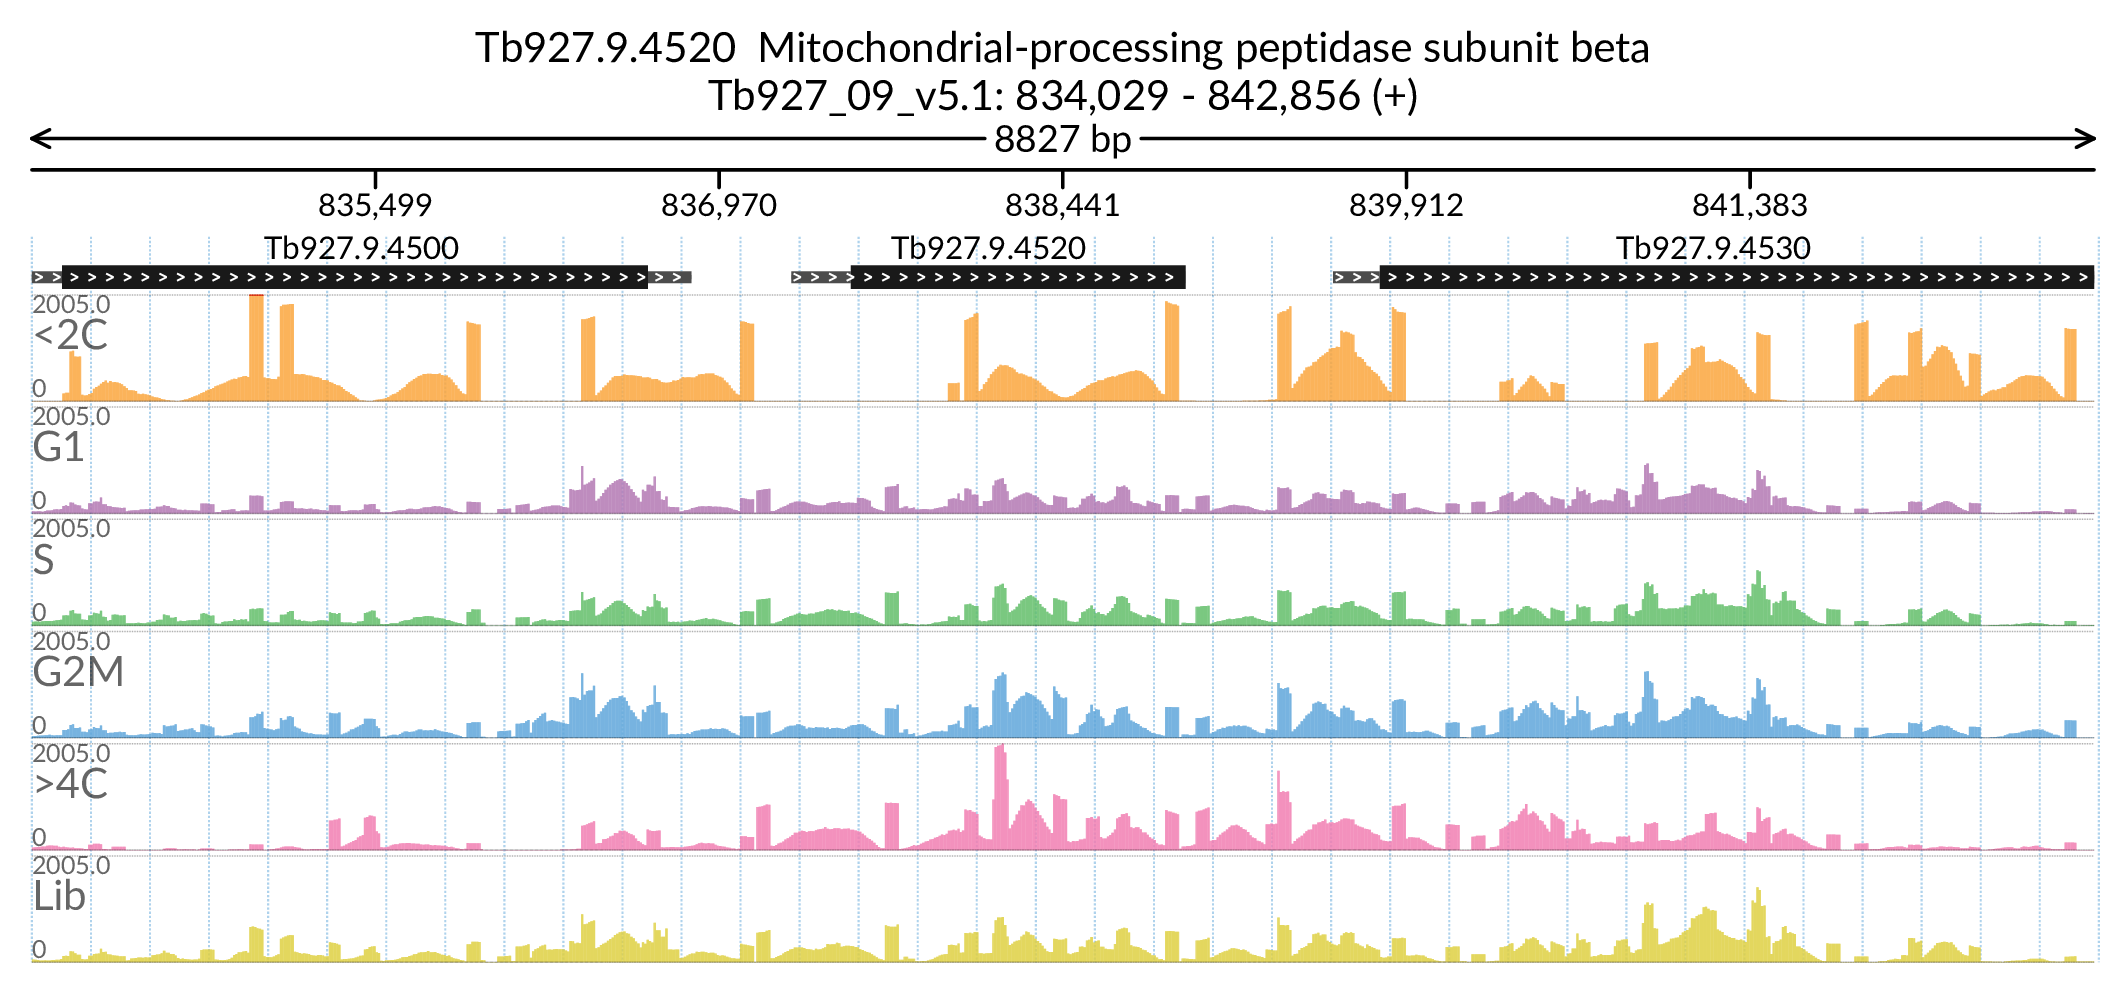 Tb927.9.4520  Mitochondrial-processing peptidase subunit beta
Tb927_09_v5.1: 834,029 - 842,856 (+)
8827 bp
835,499 836,970 838,441 839,912 841,383
Tb927.9.4500 Tb927.9.4520 Tb927.9.4530
2005.0
<2C
0
2005.0
G1
0
2005.0
S
0
2005.0
G2M
0
2005.0
>4C
0
2005.0
Lib
0